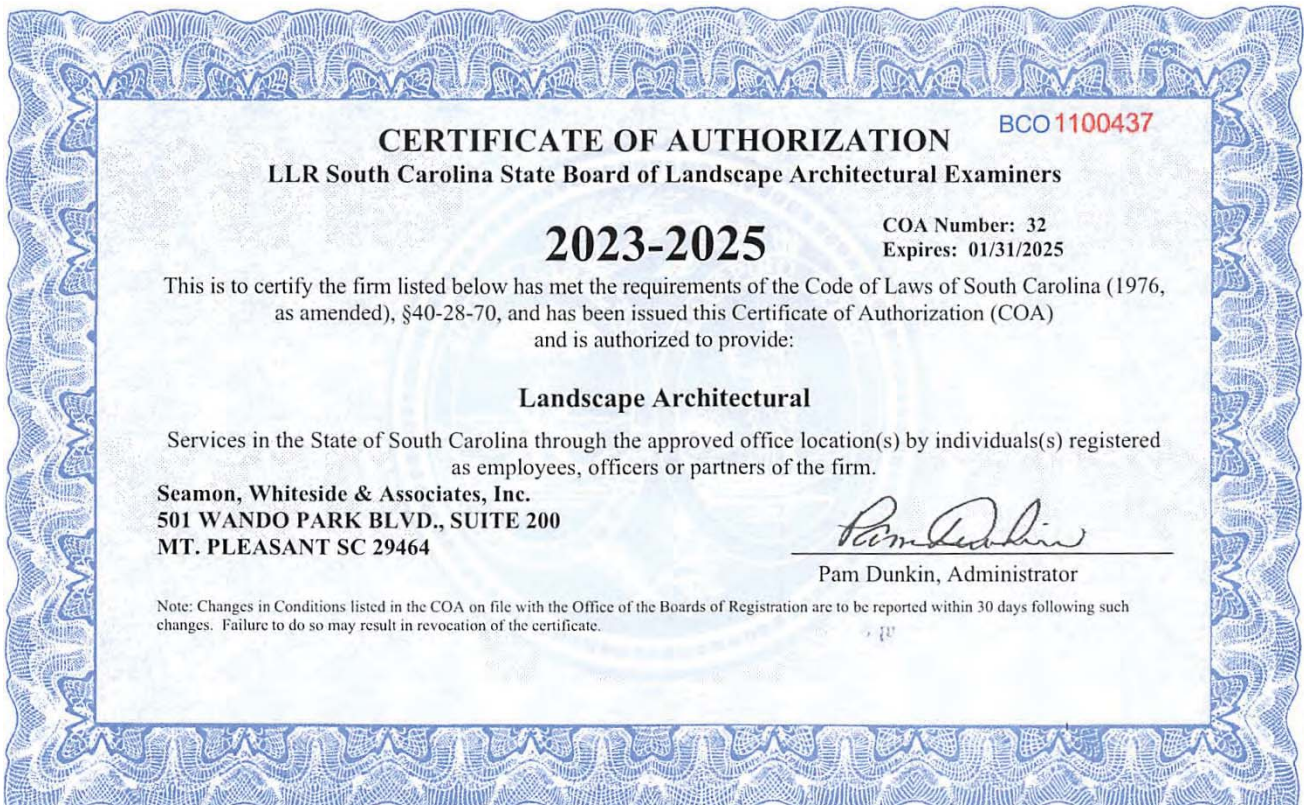 BCO 1100437
CERTIFICATE OF AUTHORIZATION
LLR South Carolina State Board of Landscape Architectural Examiners
2023-2025
COA Number: 32
Expires: 01/31/2025
This is to certify the firm listed below has met the requirements of the Code of Laws of South Carolina (1976,
as amended), §40-28-70, and has been issued this Certificate of Authorization (COA)
and is authorized to provide:
Landscape Architectural
Services in the State of South Carolina through the approved office location(s) by individuals(s) registered
as employees, officers or partners of the firm.
Seamon, Whiteside & Associates, Inc.
501 WANDO PARK BLVD., SUITE 200
MT. PLEASANT SC 29464
Pam Dunkin
Pam Dunkin, Administrator
Note: Changes in Conditions listed in the COA on file with the Office of the Boards of Registration are to be reported within 30 days following such
changes. Failure to do so may result in revocation of the certificate.